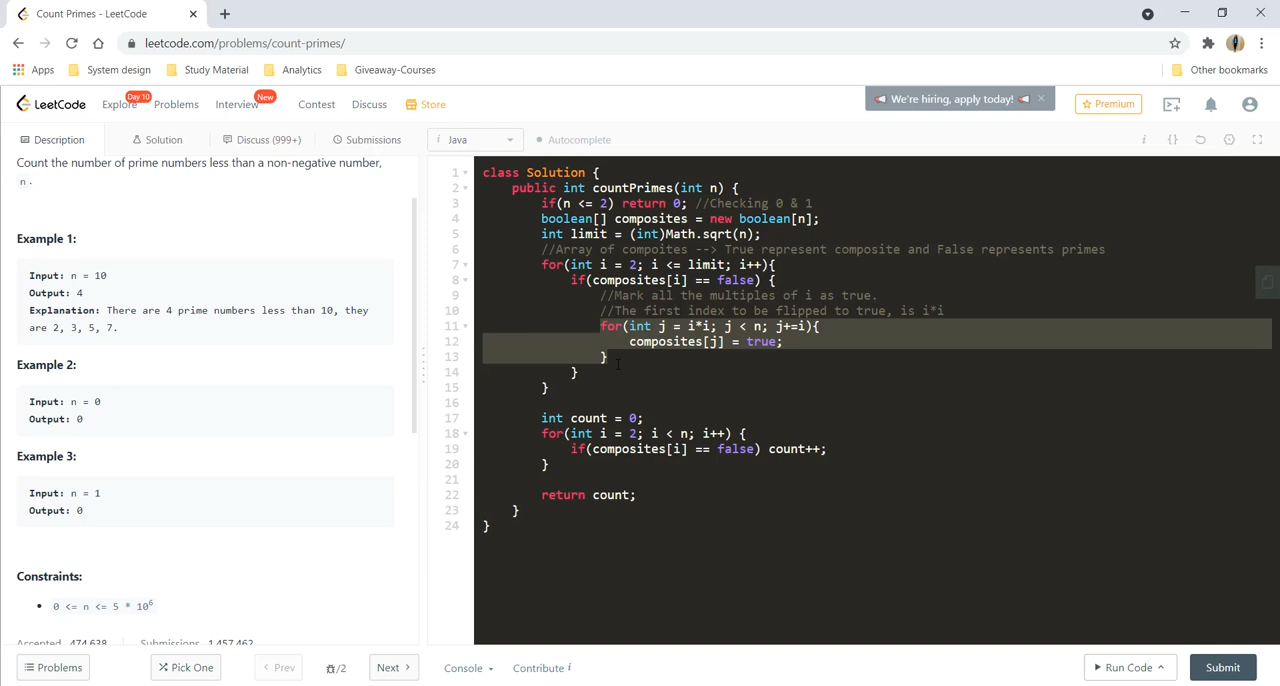 Count Primes - LeetCode
leetcode.com/problems/count-primes/
Apps System design Study Material Analytics Giveaway-Courses Other bookmarks
LeetCode Explore Day 10 Problems Interview New Contest Discuss Store We're hiring, apply today! Premium
Description Solution Discuss (999+) Submissions i Java Autocomplete
Count the number of prime numbers less than a non-negative number,
n.
Example 1:
Input: n = 10
Output: 4
Explanation: There are 4 prime numbers less than 10, they
are 2, 3, 5, 7.
Example 2:
Input: n = 0
Output: 0
Example 3:
Input: n = 1
Output: 0
Constraints:
0 <= n <= 5 * 10⁶
Accepted 474,638 Submissions 1,457,462
1 class Solution {
2 public int countPrimes(int n) {
3 if(n <= 2) return 0; //Checking 0 & 1
4 boolean[] composites = new boolean[n];
5 int limit = (int)Math.sqrt(n);
6 //Array of compoites --> True represent composite and False represents primes
7 for(int i = 2; i <= limit; i++){
8 if(composites[i] == false) {
9 //Mark all the multiples of i as true.
10 //The first index to be flipped to true, is i*i
11 for(int j = i*i; j < n; j+=i){
12 composites[j] = true;
13 }
14 }
15 }
16
17 int count = 0;
18 for(int i = 2; i < n; i++) {
19 if(composites[i] == false) count++;
20 }
21
22 return count;
23 }
24 }
Problems Pick One Prev /2 Next Console Contribute i Run Code Submit